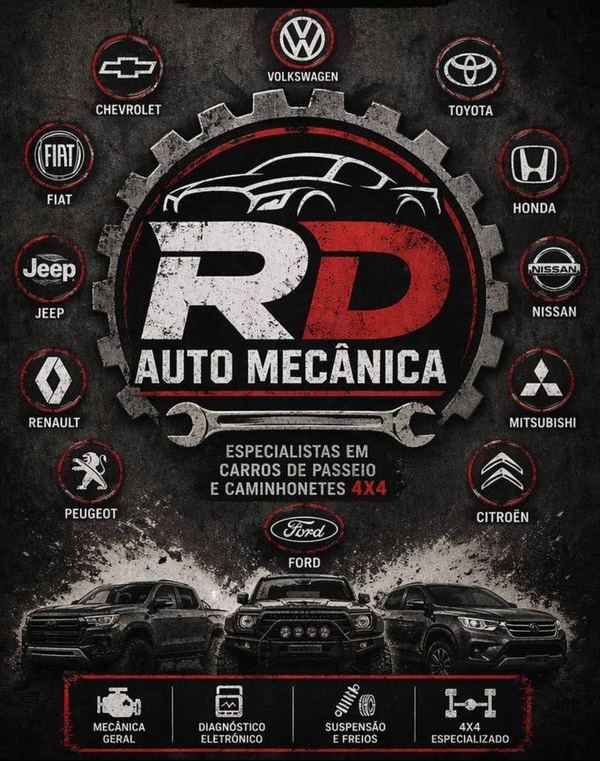 VOLKSWAGEN
CHEVROLET
TOYOTA
FIAT
FIAT
HONDA
Jeep
JEEP
NISSAN
NISSAN
RD
AUTO MECÂNICA
RENAULT
MITSUBISHI
ESPECIALISTAS EM
CARROS DE PASSEIO
E CAMINHONETES 4X4
PEUGEOT
CITROËN
Ford
FORD
MECÂNICA
GERAL
DIAGNÓSTICO
ELETRÔNICO
SUSPENSÃO
E FREIOS
4X4
ESPECIALIZADO